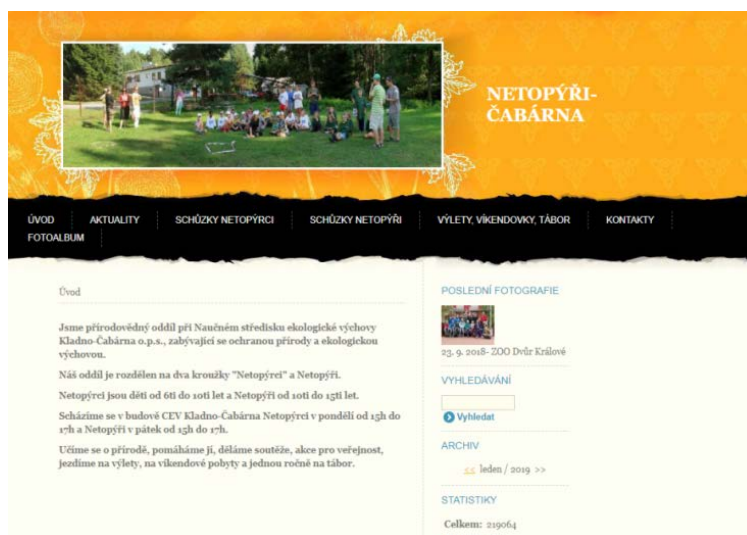 NETOPÝŘI-
ČABÁRNA
ÚVOD
AKTUALITY
SCHŮZKY NETOPÝRCI
SCHŮZKY NETOPÝŘI
VÝLETY, VÍKENDOVKY, TÁBOR
KONTAKTY
FOTOALBUM
Úvod
Jsme přírodovědný oddíl při Naučném středisku ekologické výchovy
Kladno-Čabárna o.p.s., zabývající se ochranou přírody a ekologickou
výchovou.
Náš oddíl je rozdělen na dva kroužky "Netopýrci" a Netopýři.
Netopýrci jsou děti od 6ti do 10ti let a Netopýři od 10ti do 15ti let.
Scházíme se v budově CEV Kladno-Čabárna Netopýrci v pondělí od 15h do
17h a Netopýři v pátek od 15h do 17h.
Učíme se o přírodě, pomáháme jí, děláme soutěže, akce pro veřejnost,
jezdíme na výlety, na víkendové pobyty a jednou ročně na tábor.
POSLEDNÍ FOTOGRAFIE
23. 9. 2018- ZOO Dvůr Králové
VYHLEDÁVÁNÍ
Vyhledat
ARCHIV
<< leden / 2019 >>
STATISTIKY
Celkem: 219064